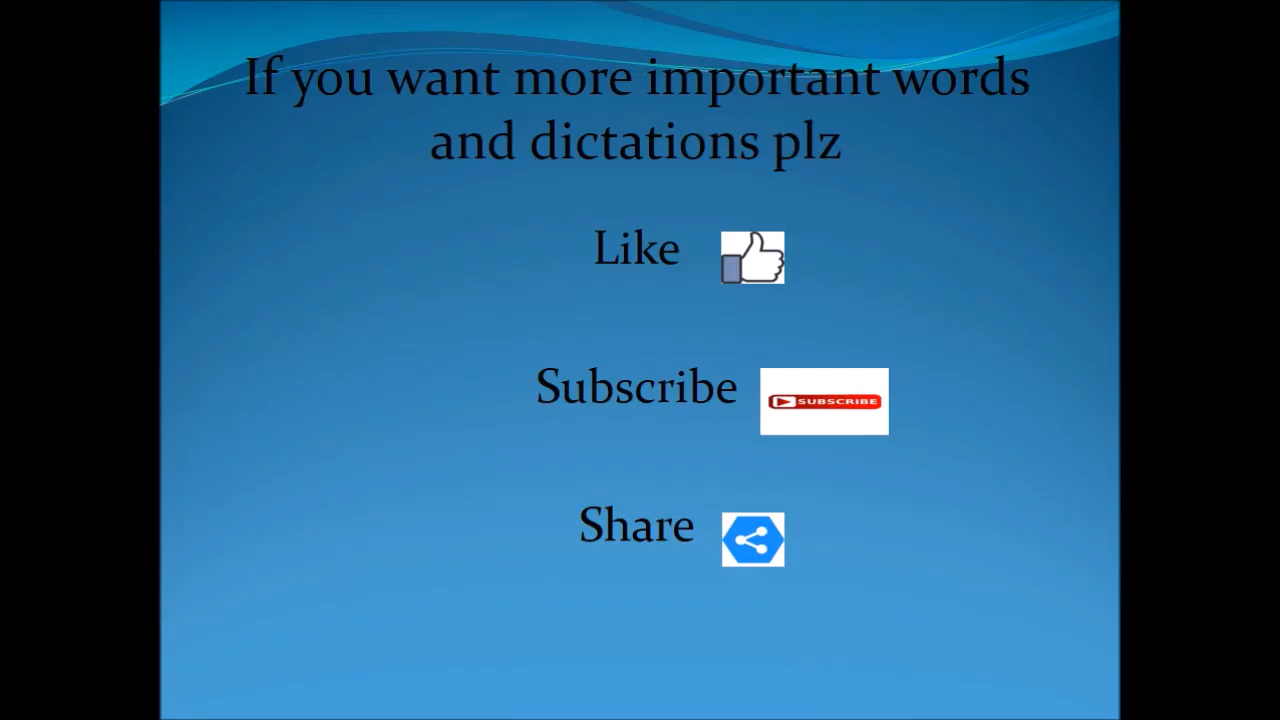 If you want more important words
and dictations plz
Like
Subscribe
SUBSCRIBE
Share